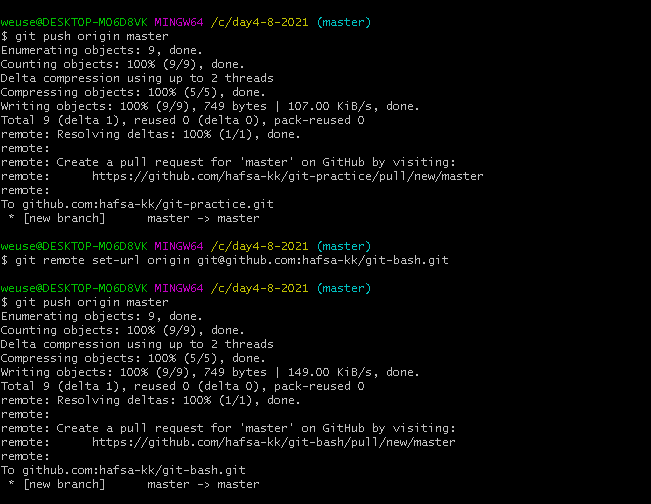 weuse@DESKTOP-MO6D8VK MINGW64 /c/day4-8-2021 (master)
$ git push origin master
Enumerating objects: 9, done.
Counting objects: 100% (9/9), done.
Delta compression using up to 2 threads
Compressing objects: 100% (5/5), done.
Writing objects: 100% (9/9), 749 bytes | 107.00 KiB/s, done.
Total 9 (delta 1), reused 0 (delta 0), pack-reused 0
remote: Resolving deltas: 100% (1/1), done.
remote:
remote: Create a pull request for 'master' on GitHub by visiting:
remote:      https://github.com/hafsa-kk/git-practice/pull/new/master
remote:
To github.com:hafsa-kk/git-practice.git
 * [new branch]      master -> master
weuse@DESKTOP-MO6D8VK MINGW64 /c/day4-8-2021 (master)
$ git remote set-url origin git@github.com:hafsa-kk/git-bash.git
weuse@DESKTOP-MO6D8VK MINGW64 /c/day4-8-2021 (master)
$ git push origin master
Enumerating objects: 9, done.
Counting objects: 100% (9/9), done.
Delta compression using up to 2 threads
Compressing objects: 100% (5/5), done.
Writing objects: 100% (9/9), 749 bytes | 149.00 KiB/s, done.
Total 9 (delta 1), reused 0 (delta 0), pack-reused 0
remote: Resolving deltas: 100% (1/1), done.
remote:
remote: Create a pull request for 'master' on GitHub by visiting:
remote:      https://github.com/hafsa-kk/git-bash/pull/new/master
remote:
To github.com:hafsa-kk/git-bash.git
 * [new branch]      master -> master